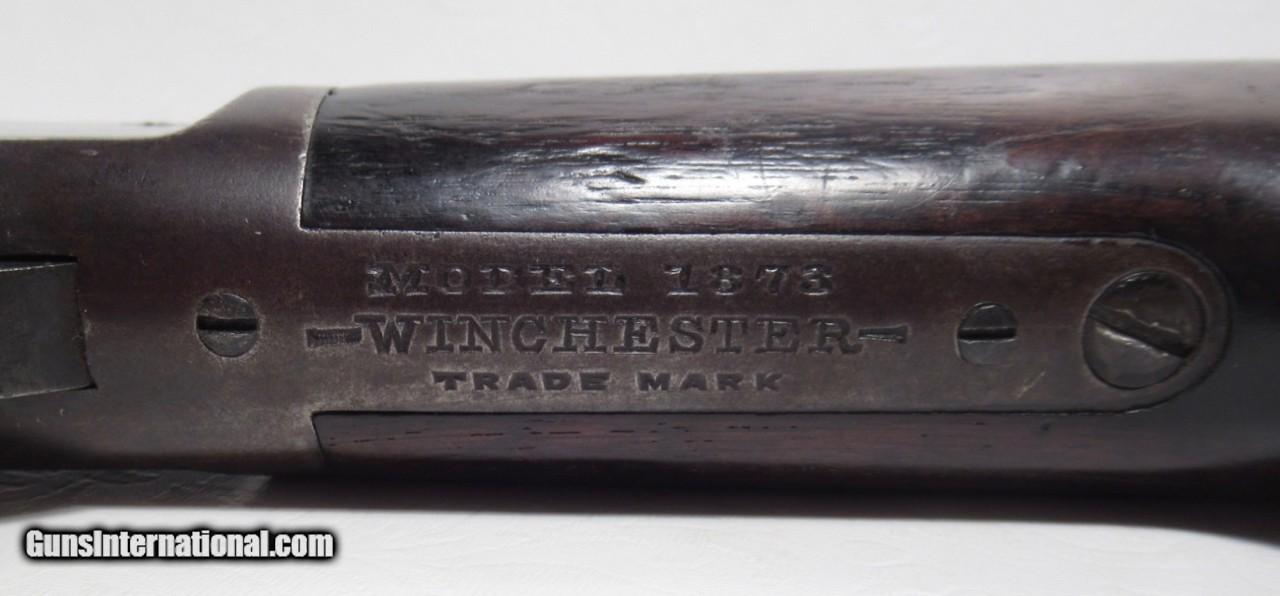 MODEL 1873
-WINCHESTER-
TRADE MARK
GunsInternational.com